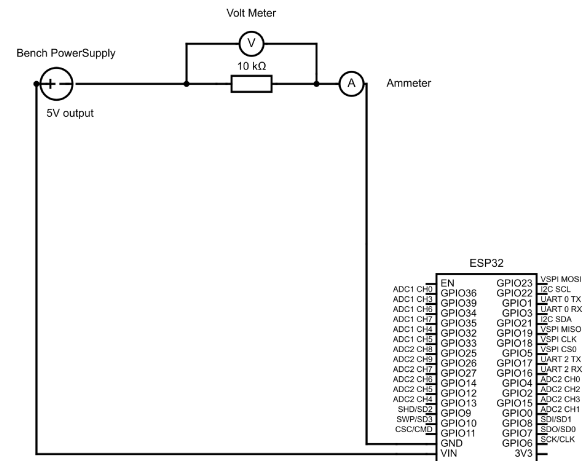 Volt Meter
V
Bench PowerSupply
10 kΩ
+ -
A
Ammeter
5V output
ESP32
EN GPIO23 VSPI MOSI
ADC1 CH0 GPIO36 GPIO22 I2C SCL
ADC1 CH3 GPIO39 GPIO1 UART 0 TX
ADC1 CH6 GPIO34 GPIO3 UART 0 RX
ADC1 CH7 GPIO35 GPIO21 I2C SDA
ADC1 CH4 GPIO32 GPIO19 VSPI MISO
ADC1 CH5 GPIO33 GPIO18 VSPI CLK
ADC2 CH8 GPIO25 GPIO5 VSPI CS0
ADC2 CH9 GPIO26 GPIO17 UART 2 TX
ADC2 CH7 GPIO27 GPIO16 UART 2 RX
ADC2 CH6 GPIO14 GPIO4 ADC2 CH0
ADC2 CH5 GPIO12 GPIO2 ADC2 CH2
ADC2 CH4 GPIO13 GPIO15 ADC2 CH3
SHD/SD2 GPIO9 GPIO0 ADC2 CH1
SWP/SD3 GPIO10 GPIO8 SDI/SD1
CSC/CMD GPIO11 GPIO7 SDO/SD0
GND GPIO6 SCK/CLK
VIN 3V3